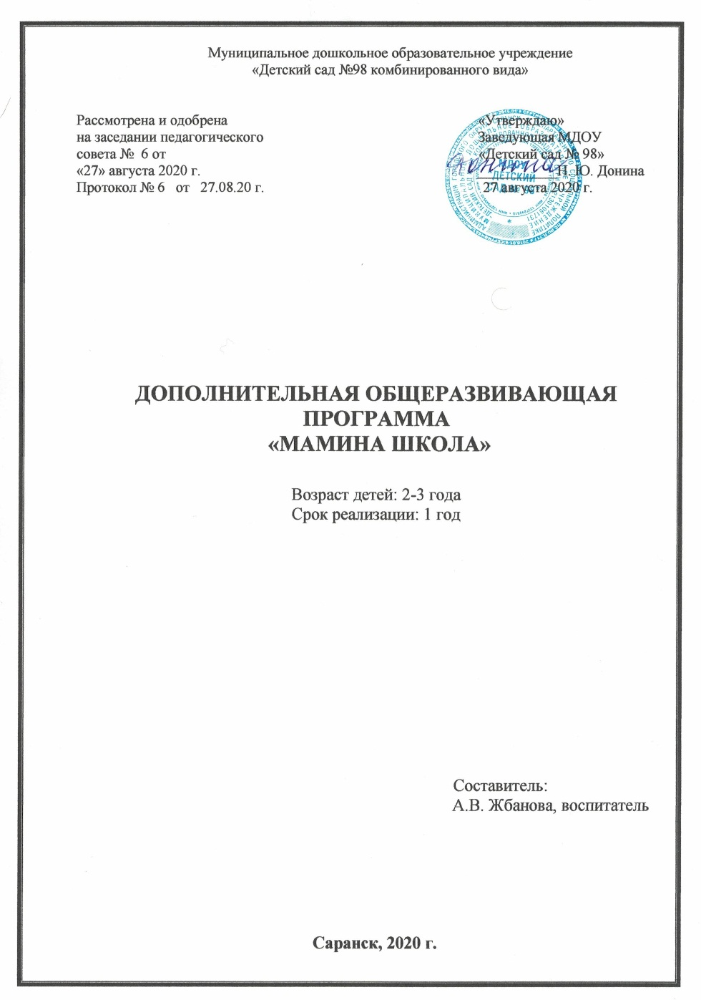 Муниципальное дошкольное образовательное учреждение
«Детский сад №98 комбинированного вида»
Рассмотрена и одобрена
на заседании педагогического
совета № 6 от
«27» августа 2020 г.
Протокол № 6 от 27.08.20 г.
«Утверждаю»
Заведующая МДОУ
«Детский сад № 98»
Ю. Донина
27 августа 2020 г.
МДОУ
ДЕТСКИЙ
САД
ДОПОЛНИТЕЛЬНАЯ ОБЩЕРАЗВИВАЮЩАЯ
ПРОГРАММА
«МАМИНА ШКОЛА»
Возраст детей: 2-3 года
Срок реализации: 1 год
Составитель:
А.В. Жбанова, воспитатель
Саранск, 2020 г.